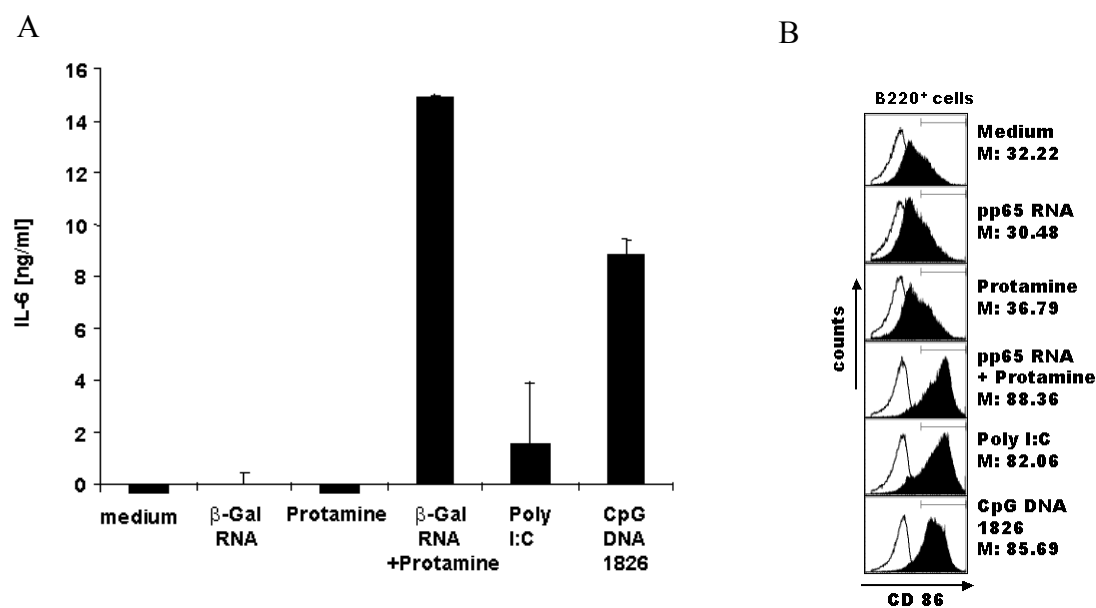 A
IL-6 [ng/ml]
16
14
12
10
8
6
4
2
0
medium
β-Gal
RNA
Protamine
β-Gal
RNA
+Protamine
Poly
I:C
CpG
DNA
1826
B
B220+ cells
counts
Medium
M: 32.22
pp65 RNA
M: 30.48
Protamine
M: 36.79
pp65 RNA
+ Protamine
M: 88.36
Poly I:C
M: 82.06
CpG DNA
1826
M: 85.69
CD 86